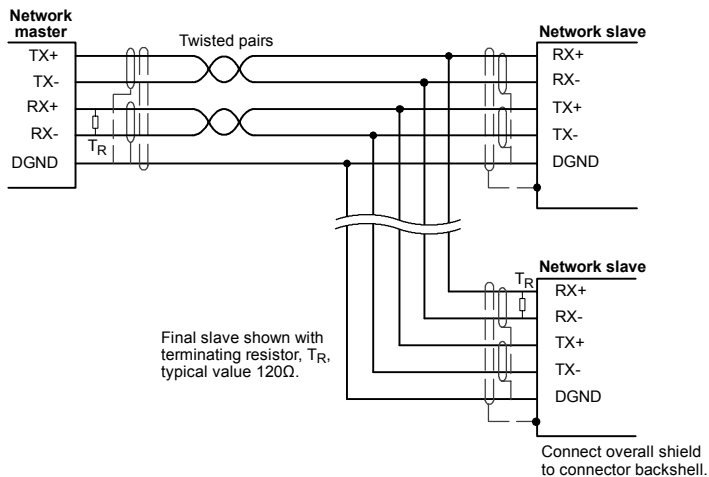 Network
master
TX+
TX-
RX+
RX-
DGND
TR
Twisted pairs
Network slave
RX+
RX-
TX+
TX-
DGND
Network slave
TR
RX+
RX-
TX+
TX-
DGND
Final slave shown with
terminating resistor, TR,
typical value 120Ω.
Connect overall shield
to connector backshell.